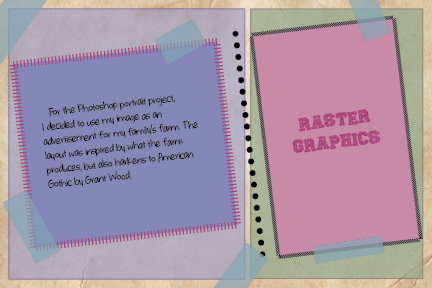 For the Photoshop portrait project,
I decided to use my image as an
advertisement for my family's farm. The
layout was inspired by what the farm
produces, but also harkens to American
Gothic by Grant Wood.
RASTER
GRAPHICS